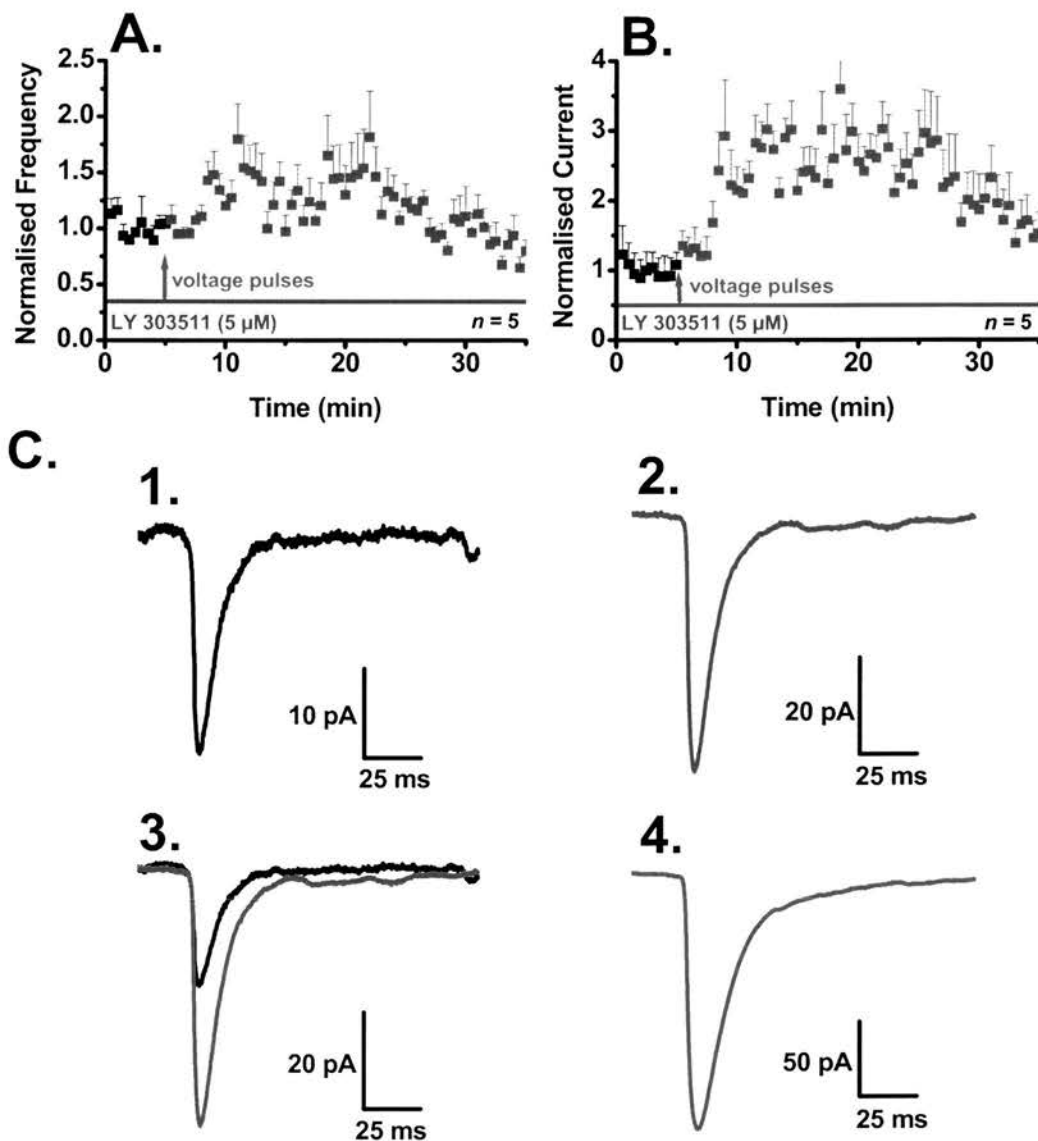 A.
B.
Normalised Frequency
2.5
2.0
1.5
1.0
0.5
0.0
voltage pulses
LY 303511 (5 µM)
n = 5
0
10
20
30
Time (min)
Normalised Current
4
3
2
1
0
voltage pulses
LY 303511 (5 µM)
n = 5
0
10
20
30
Time (min)
C.
1.
10 pA
25 ms
2.
20 pA
25 ms
3.
20 pA
25 ms
4.
50 pA
25 ms